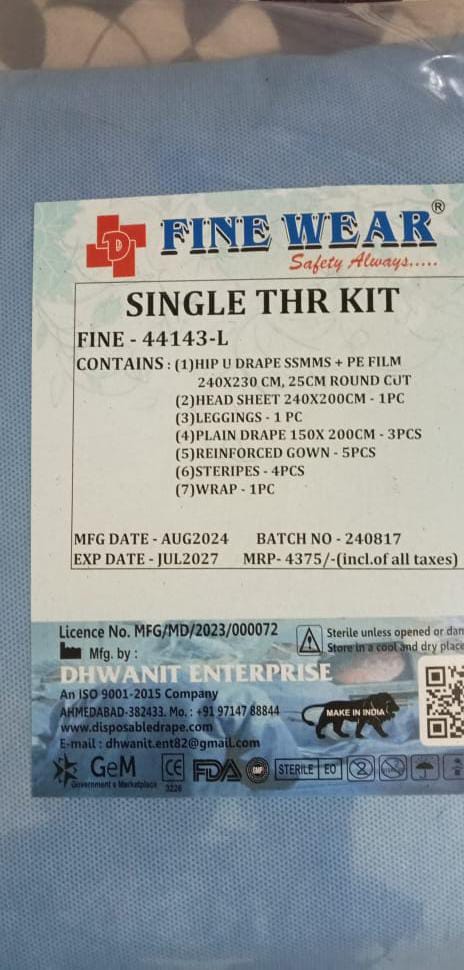 D
FINE WEAR®
Safety Always.....
SINGLE THR KIT
FINE - 44143-L
CONTAINS : (1)HIP U DRAPE SSMMS + PE FILM
240X230 CM, 25CM ROUND CUT
(2)HEAD SHEET 240X200CM - 1PC
(3)LEGGINGS - 1 PC
(4)PLAIN DRAPE 150X 200CM - 3PCS
(5)REINFORCED GOWN - 5PCS
(6)STERIPES - 4PCS
(7)WRAP - 1PC
MFG DATE - AUG2024 BATCH NO - 240817
EXP DATE - JUL2027 MRP- 4375/-(incl.of all taxes)
Licence No. MFG/MD/2023/000072
Sterile unless opened or dam
Mfg. by :
Store in a cool and dry place
DHWANIT ENTERPRISE
An ISO 9001-2015 Company
AHMEDABAD-382433. Mo. : +91 97147 88844
MAKE IN INDIA
www.disposabledrape.com
E-mail : dhwanit.ent82@gmail.com
GeM
Government e Marketplace
CE
3226
FDA
GMP
STERILE EO
2